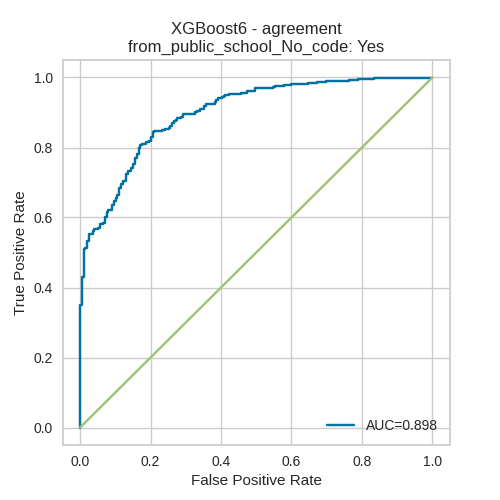 XGBoost6 - agreement
from_public_school_No_code: Yes
True Positive Rate
1.0
0.8
0.6
0.4
0.2
0.0
AUC=0.898
0.0 0.2 0.4 0.6 0.8 1.0
False Positive Rate